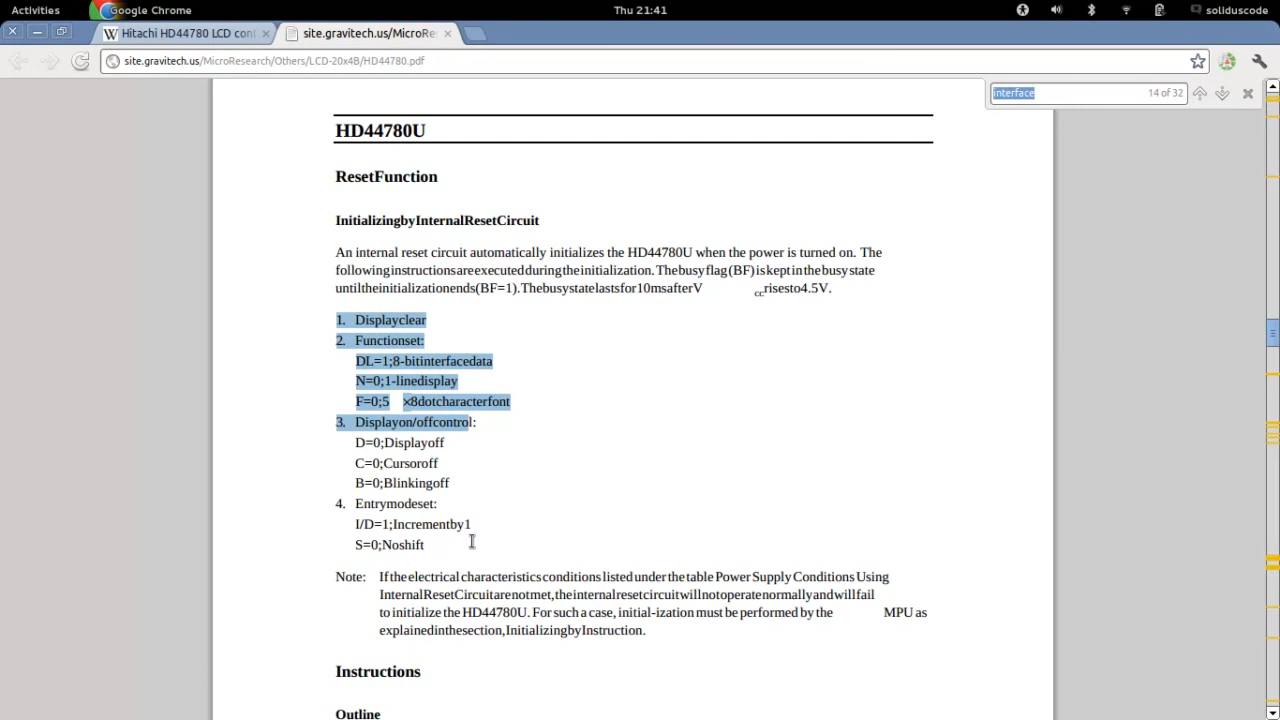 Activities
Google Chrome
Thu 21:41
soliduscode
Hitachi HD44780 LCD con
site.gravitech.us/MicroRe
site.gravitech.us/MicroResearch/Others/LCD-20x4B/HD44780.pdf
interface 14 of 32
HD44780U
ResetFunction
InitializingbyInternalResetCircuit
An internal reset circuit automatically initializes the HD44780U when the power is turned on. The
followinginstructionsareexecutedduringtheinitialization.Thebusyflag(BF)iskeptinthebusystate
untiltheinitializationends(BF=1).Thebusystatelastsfor10msafterV ccrisesto4.5V.
1. Displayclear
2. Functionset:
DL=1;8-bitinterfacedata
N=0;1-linedisplay
F=0;5 ×8dotcharacterfont
3. Displayon/offcontrol:
D=0;Displayoff
C=0;Cursoroff
B=0;Blinkingoff
4. Entrymodeset:
I/D=1;Incrementby1
S=0;Noshift
Note: If the electrical characteristics conditions listed under the table Power Supply Conditions Using
InternalResetCircuitarenotmet,theinternalresetcircuitwillnotoperatenormallyandwillfail
to initialize the HD44780U. For such a case, initial-ization must be performed by the MPU as
explainedinthesection,InitializingbyInstruction.
Instructions
Outline